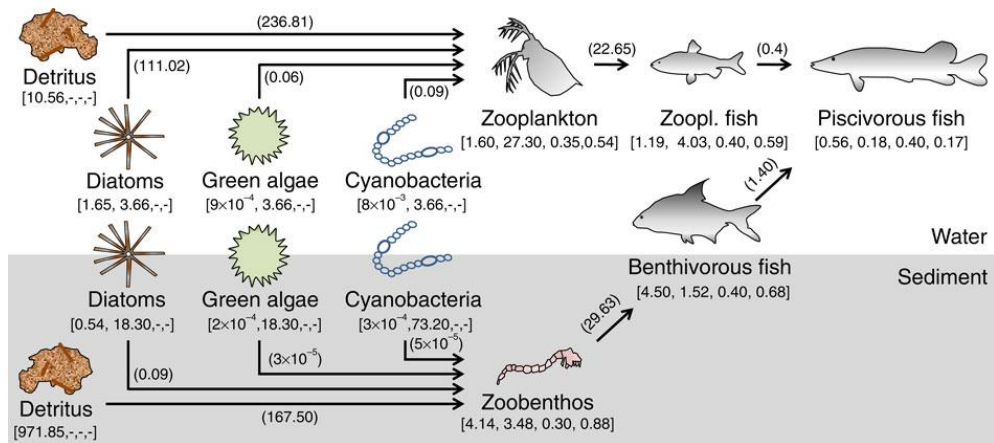 (236.81)
Detritus
[10.56,-,-,-]
(111.02)
(0.06)
(0.09)
(22.65)
(0.4)
Zooplankton
[1.60, 27.30, 0.35,0.54]
Zoopl. fish
[1.19, 4.03, 0.40, 0.59]
Piscivorous fish
[0.56, 0.18, 0.40, 0.17]
Diatoms
[1.65, 3.66,-,-]
Green algae
[9×10⁻⁴, 3.66,-,-]
Cyanobacteria
[8×10⁻³, 3.66,-,-]
(1.40)
Water
Sediment
Benthivorous fish
[4.50, 1.52, 0.40, 0.68]
Diatoms
[0.54, 18.30,-,-]
Green algae
[2×10⁻⁴,18.30,-,-]
Cyanobacteria
[3×10⁻⁴,73.20,-,-]
(29.63)
(0.09)
(3×10⁻⁵)
(5×10⁻⁵)
Detritus
[971.85,-,-,-]
(167.50)
Zoobenthos
[4.14, 3.48, 0.30, 0.88]